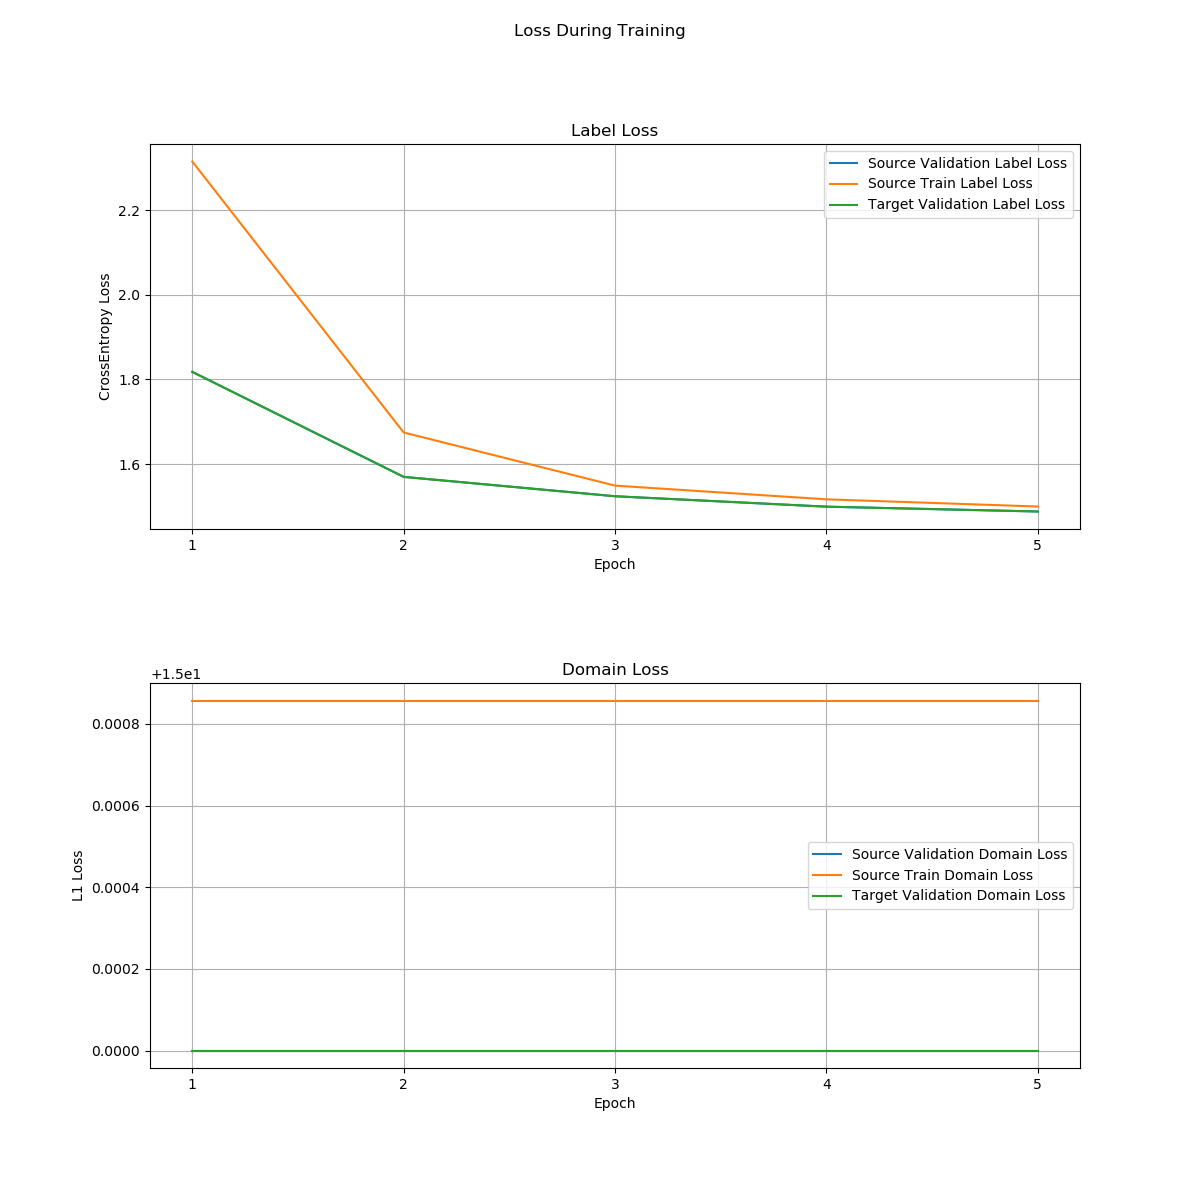 Loss During Training
Label Loss
CrossEntropy Loss
2.2
2.0
1.8
1.6
Source Validation Label Loss
Source Train Label Loss
Target Validation Label Loss
1 2 3 4 5
Epoch
Domain Loss
+1.5e1
L1 Loss
0.0008
0.0006
0.0004
0.0002
0.0000
Source Validation Domain Loss
Source Train Domain Loss
Target Validation Domain Loss
1 2 3 4 5
Epoch